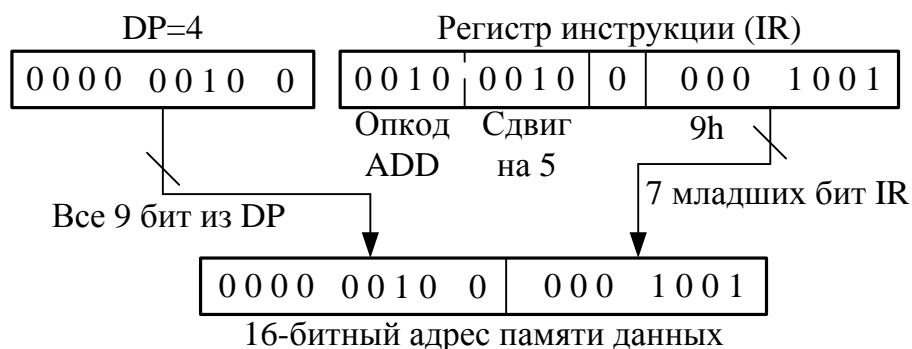 DP=4 Регистр инструкции (IR)
0000 0010 0 0010 0010 0 000 1001
Опкод Сдвиг 9h
ADD на 5
7 младших бит IR
Все 9 бит из DP
0000 0010 0 000 1001
16-битный адрес памяти данных